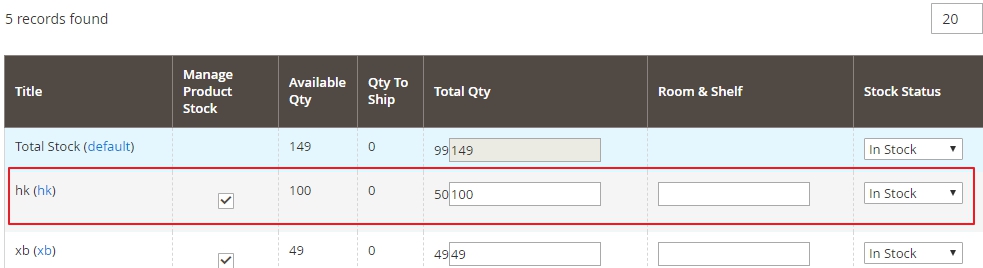 5 records found
20
Title
Manage
Product
Stock
Available
Qty
Qty To
Ship
Total Qty
Room & Shelf
Stock Status
Total Stock (default) 149 0 99 149 In Stock
hk (hk) 100 0 50 100 In Stock
xb (xb) 49 0 49 49 In Stock